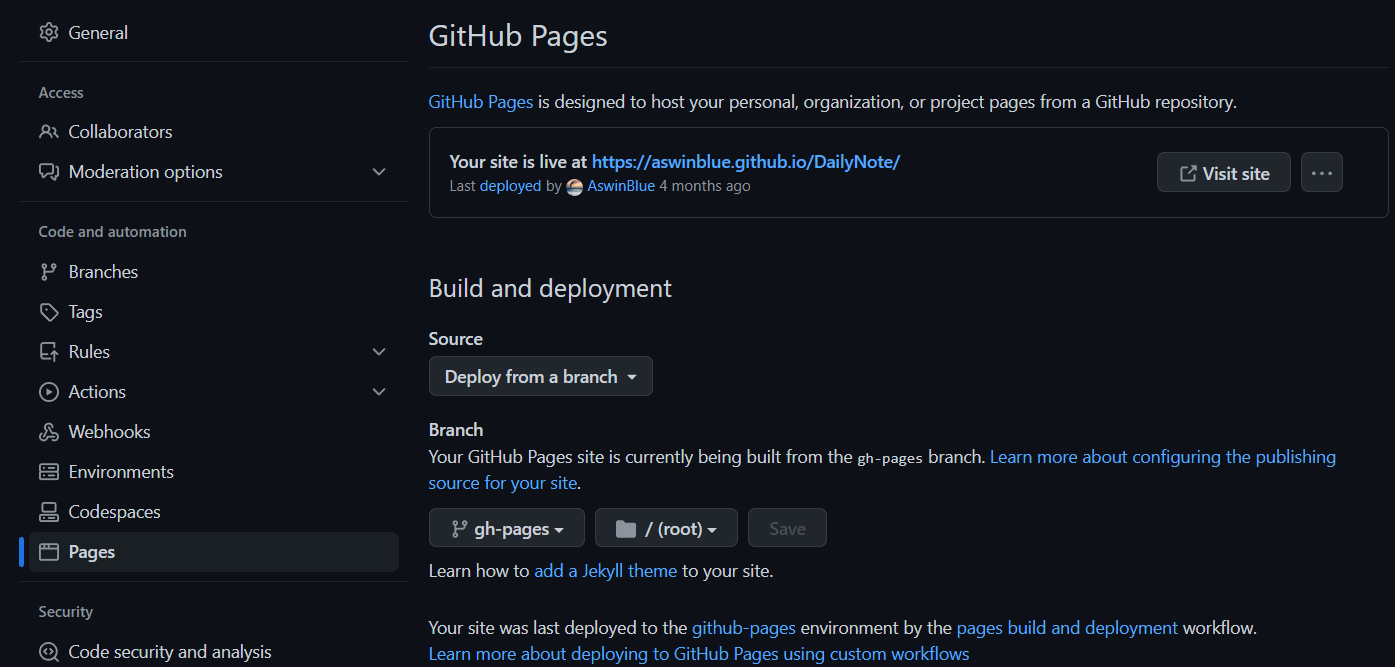 General
Access
Collaborators
Moderation options
Code and automation
Branches
Tags
Rules
Actions
Webhooks
Environments
Codespaces
Pages
Security
Code security and analysis
GitHub Pages
GitHub Pages is designed to host your personal, organization, or project pages from a GitHub repository.
Your site is live at https://aswinblue.github.io/DailyNote/
Last deployed by AswinBlue 4 months ago
Visit site
Build and deployment
Source
Deploy from a branch
Branch
Your GitHub Pages site is currently being built from the gh-pages branch. Learn more about configuring the publishing
source for your site.
gh-pages / (root) Save
Learn how to add a Jekyll theme to your site.
Your site was last deployed to the github-pages environment by the pages build and deployment workflow.
Learn more about deploying to GitHub Pages using custom workflows